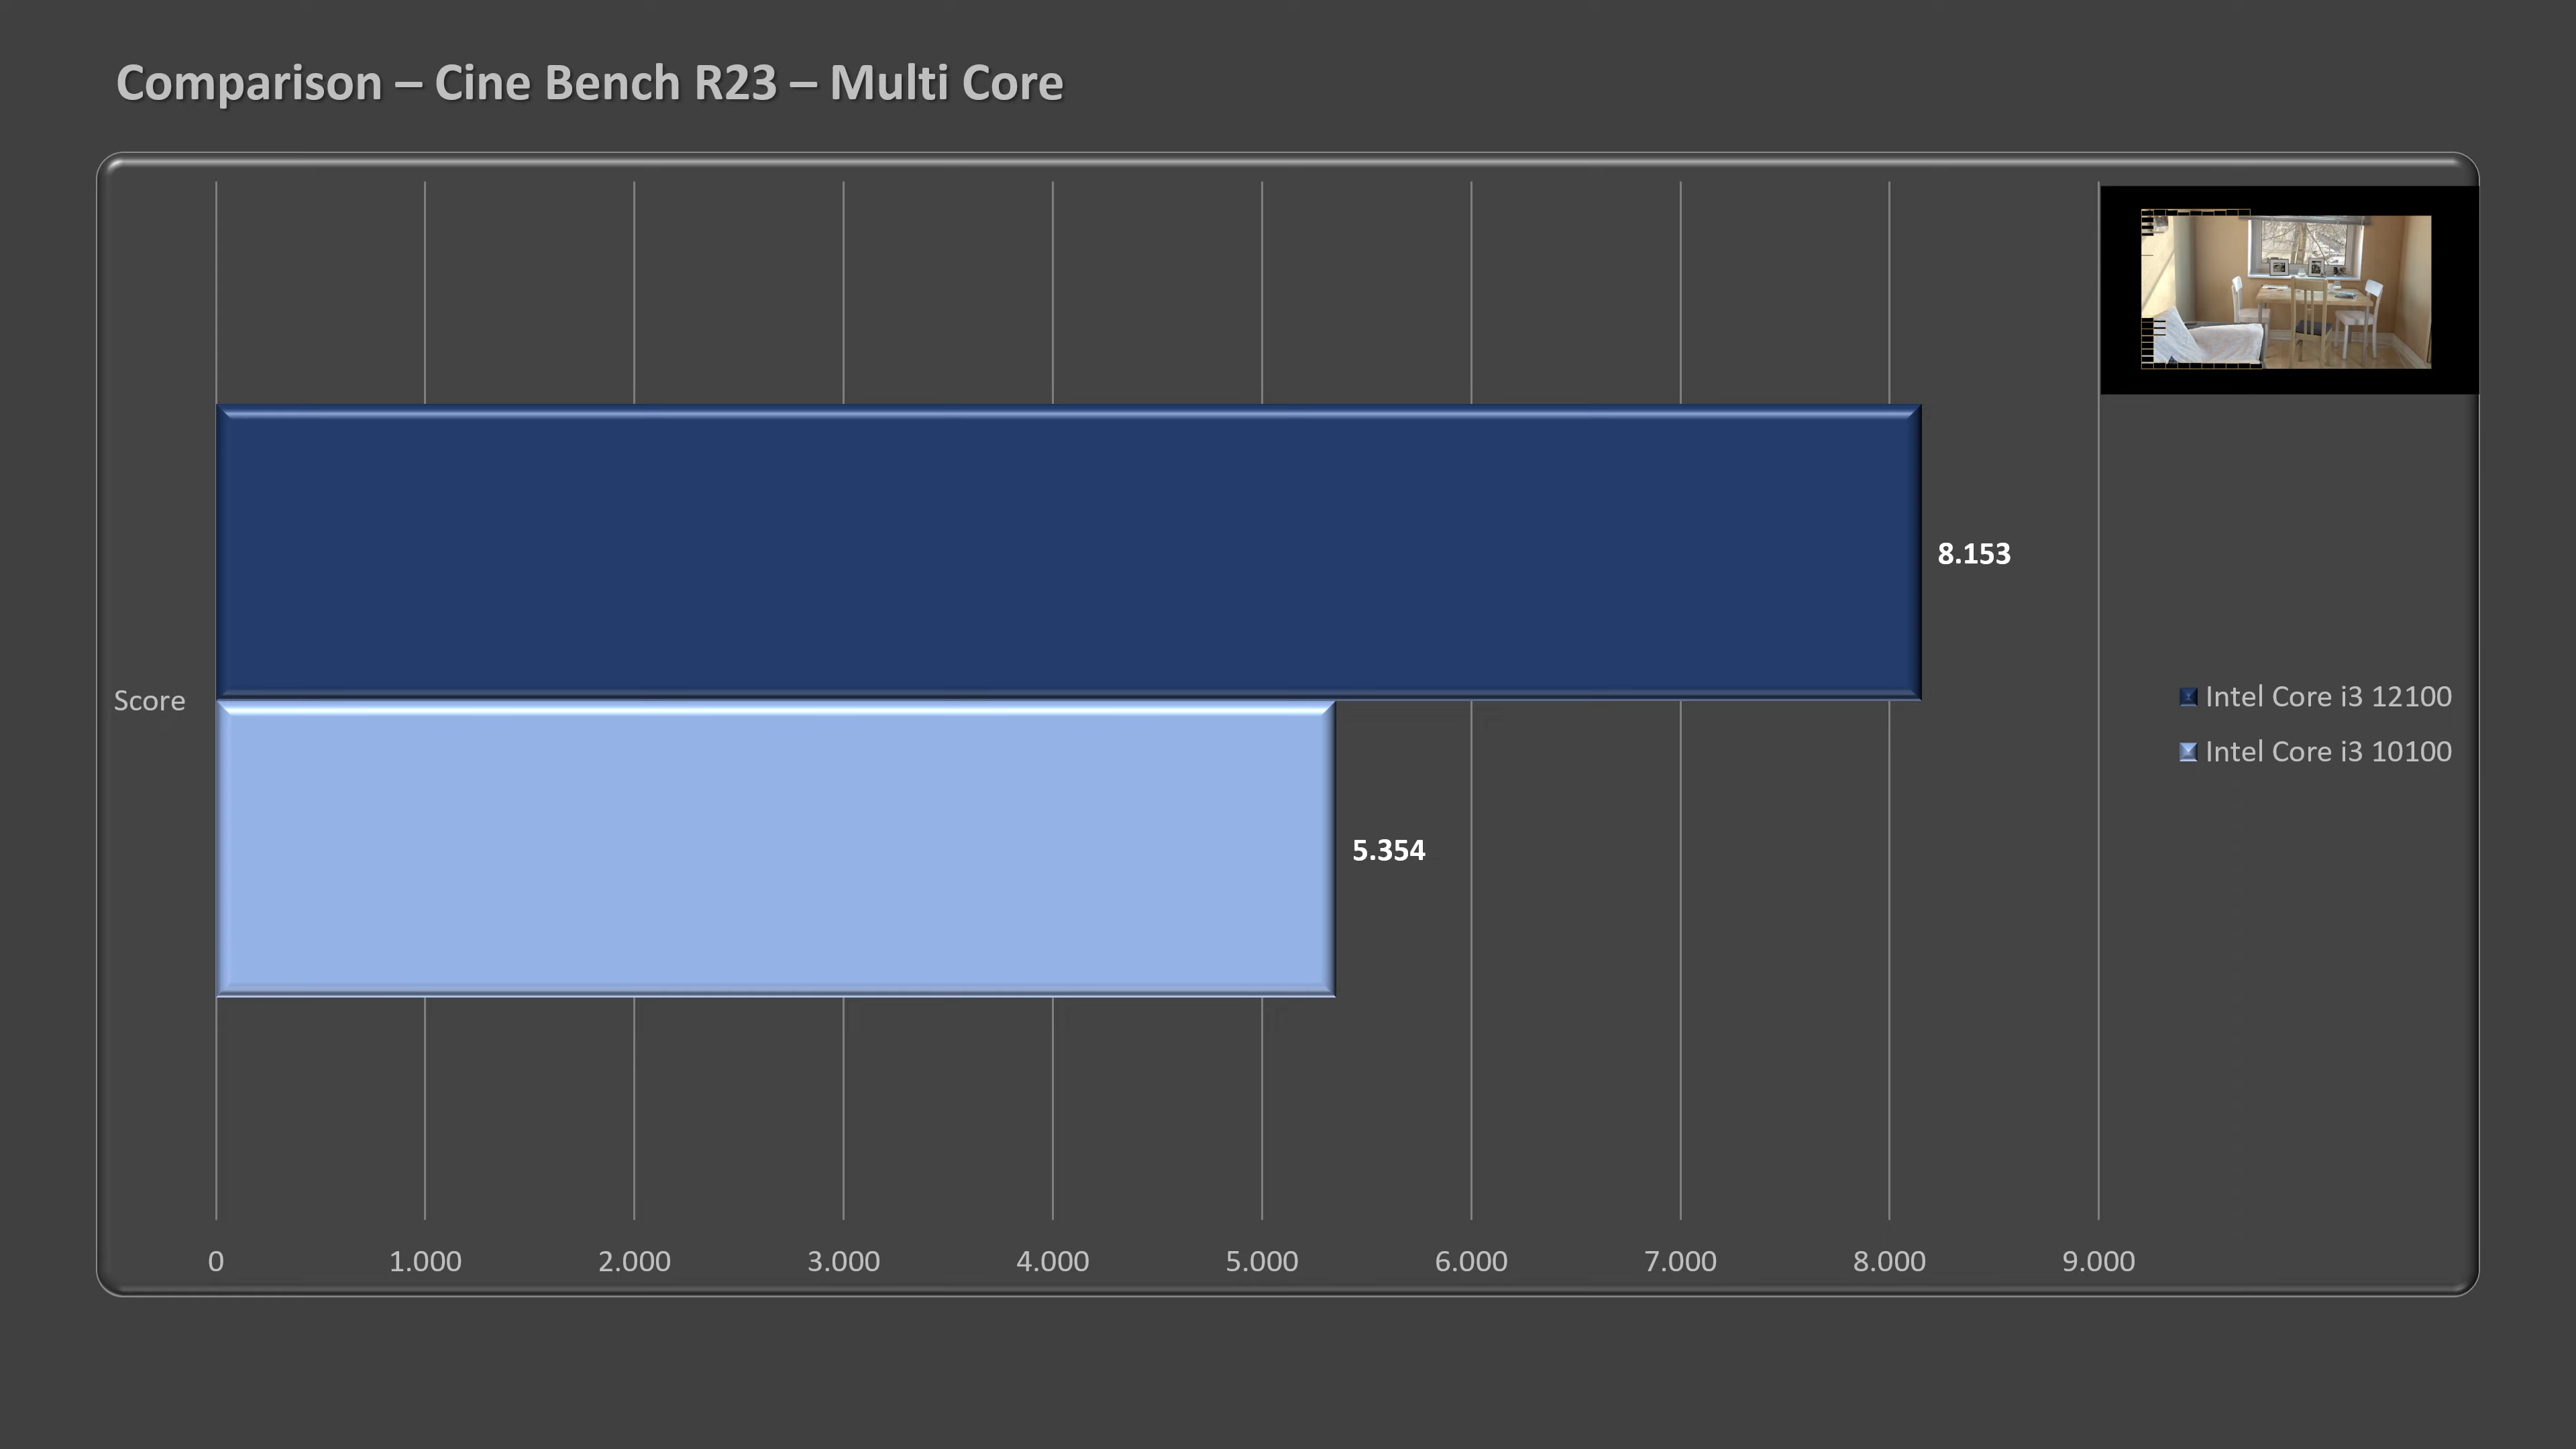 Comparison – Cine Bench R23 – Multi Core
8.153
Score
Intel Core i3 12100
Intel Core i3 10100
5.354
0 1.000 2.000 3.000 4.000 5.000 6.000 7.000 8.000 9.000